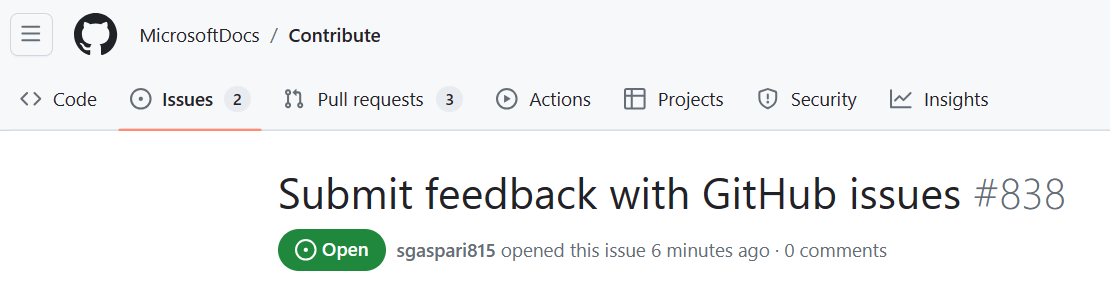 MicrosoftDocs / Contribute
Code Issues 2 Pull requests 3 Actions Projects Security Insights
Submit feedback with GitHub issues #838
Open sgaspari815 opened this issue 6 minutes ago · 0 comments